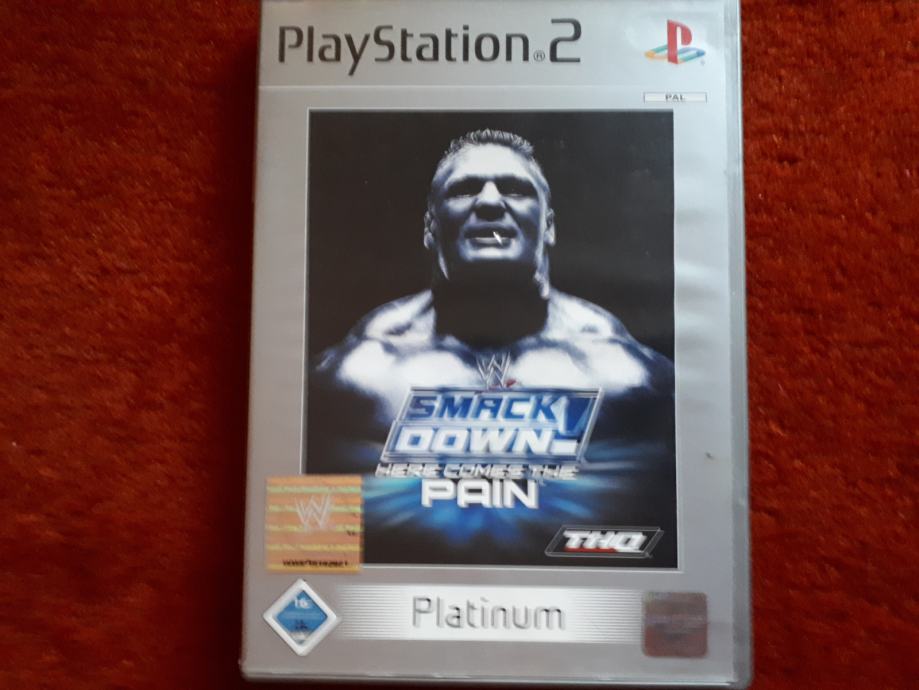 PlayStation®2
PAL
SMACK
DOWN!
HERE COMES THE
PAIN
THQ
16
Platinum